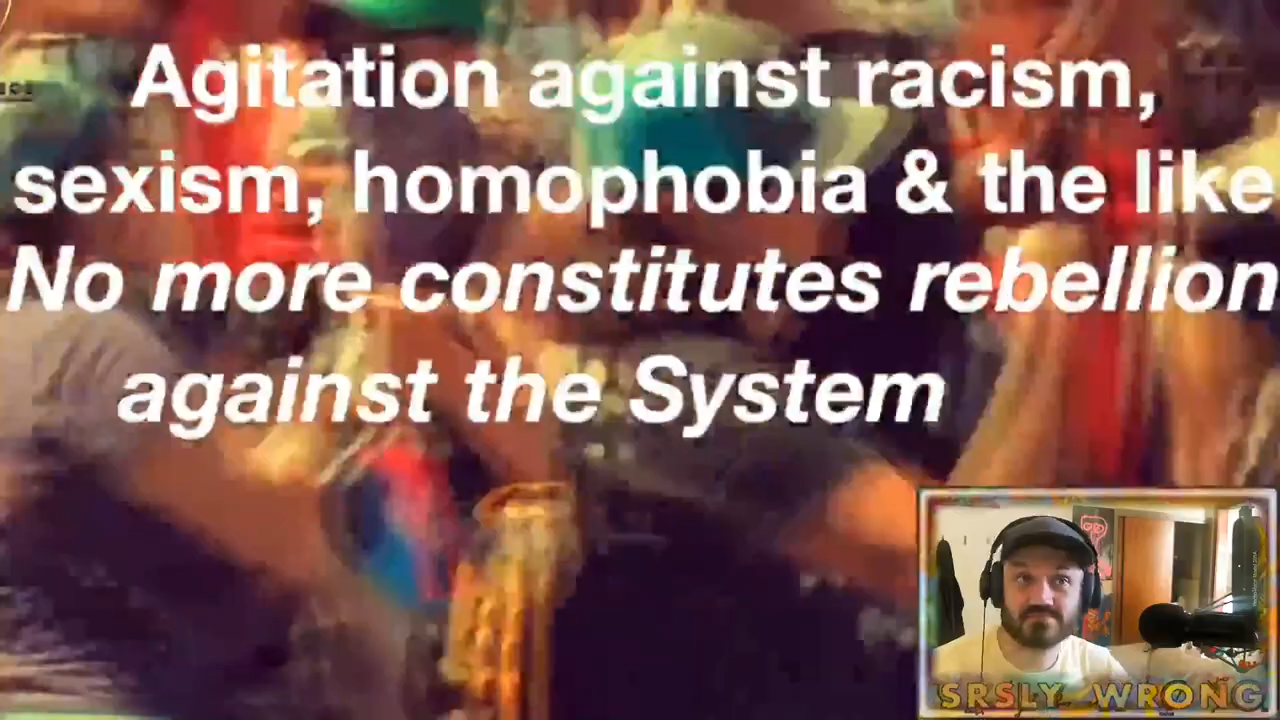 Agitation against racism,
sexism, homophobia & the like
No more constitutes rebellion
against the System
SRSLY WRONG